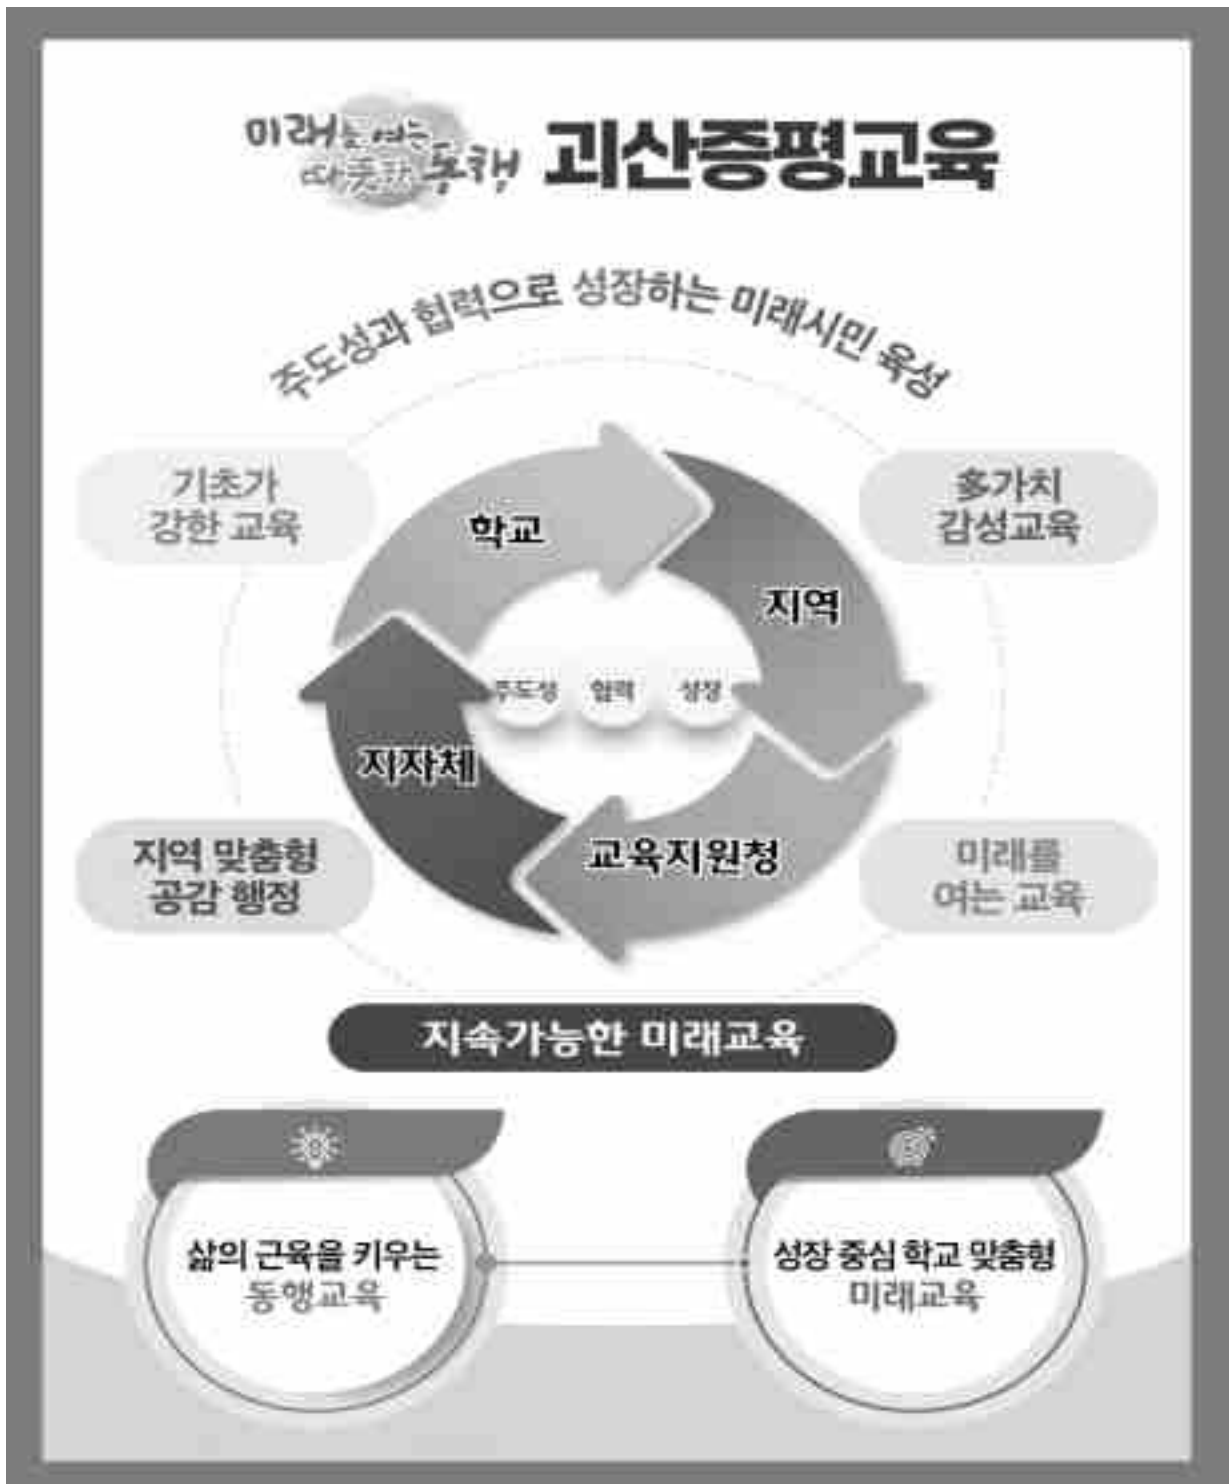 미래를 여는
따뜻한 동행
괴산증평교육
주도성과 협력으로 성장하는 미래시민 육성
기초가
강한 교육
多가치
감성교육
학교
지역
주도성 협력 성장
지자체
교육지원청
지역 맞춤형
공감 행정
미래를
여는 교육
지속가능한 미래교육
삶의 근육을 키우는
동행교육
성장 중심 학교 맞춤형
미래교육